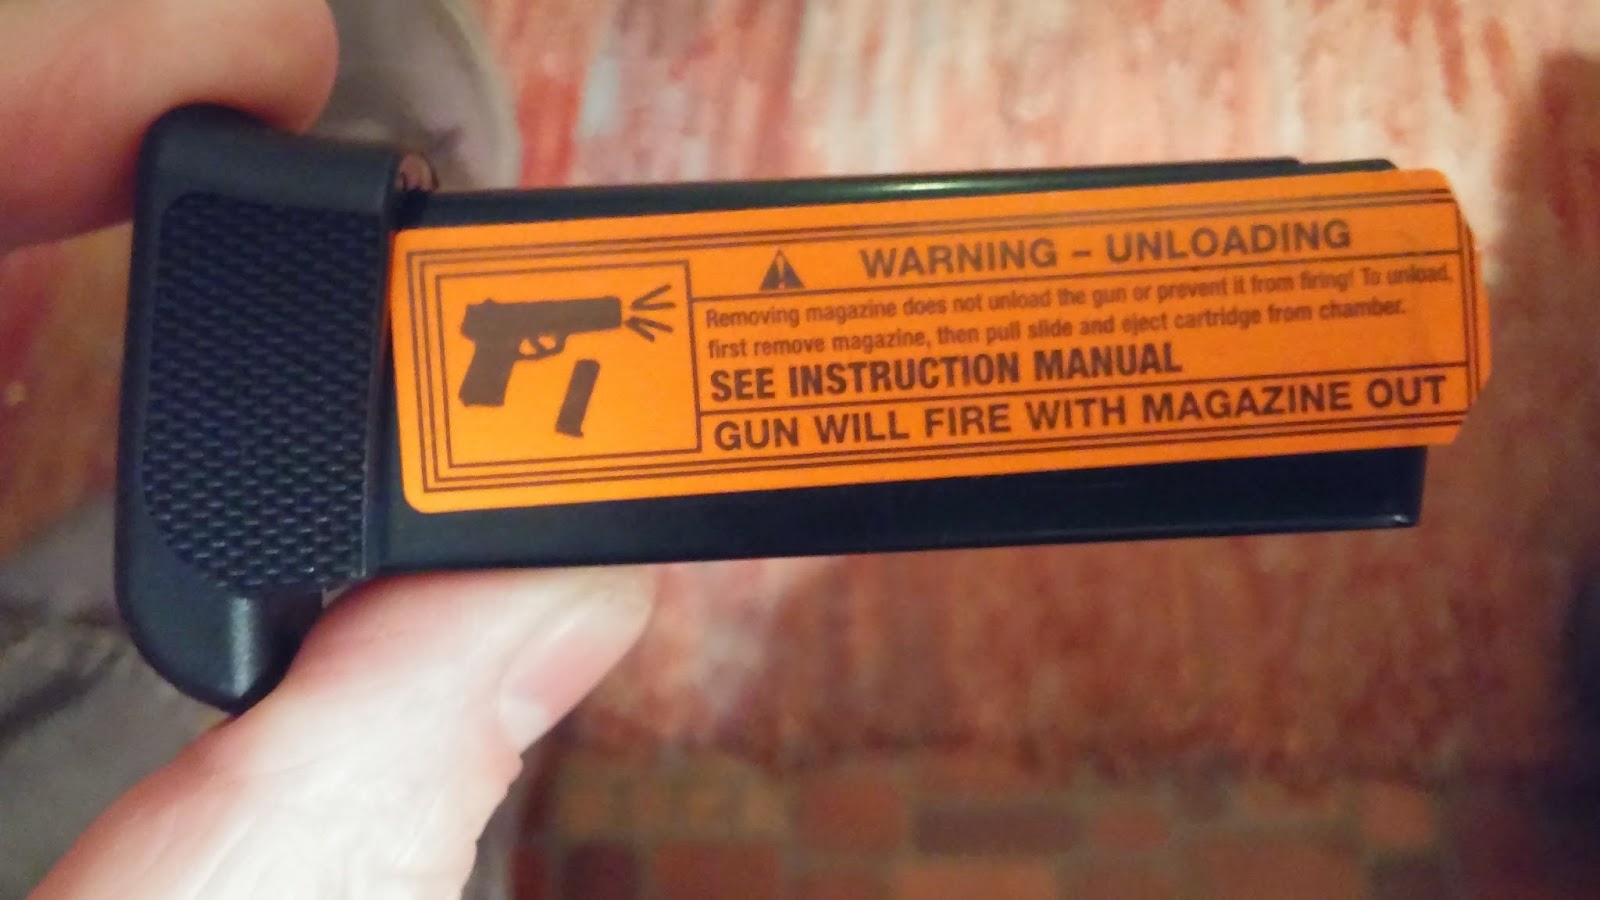 WARNING – UNLOADING
Removing magazine does not unload the gun or prevent it from firing! To unload,
first remove magazine, then pull slide and eject cartridge from chamber.
SEE INSTRUCTION MANUAL
GUN WILL FIRE WITH MAGAZINE OUT